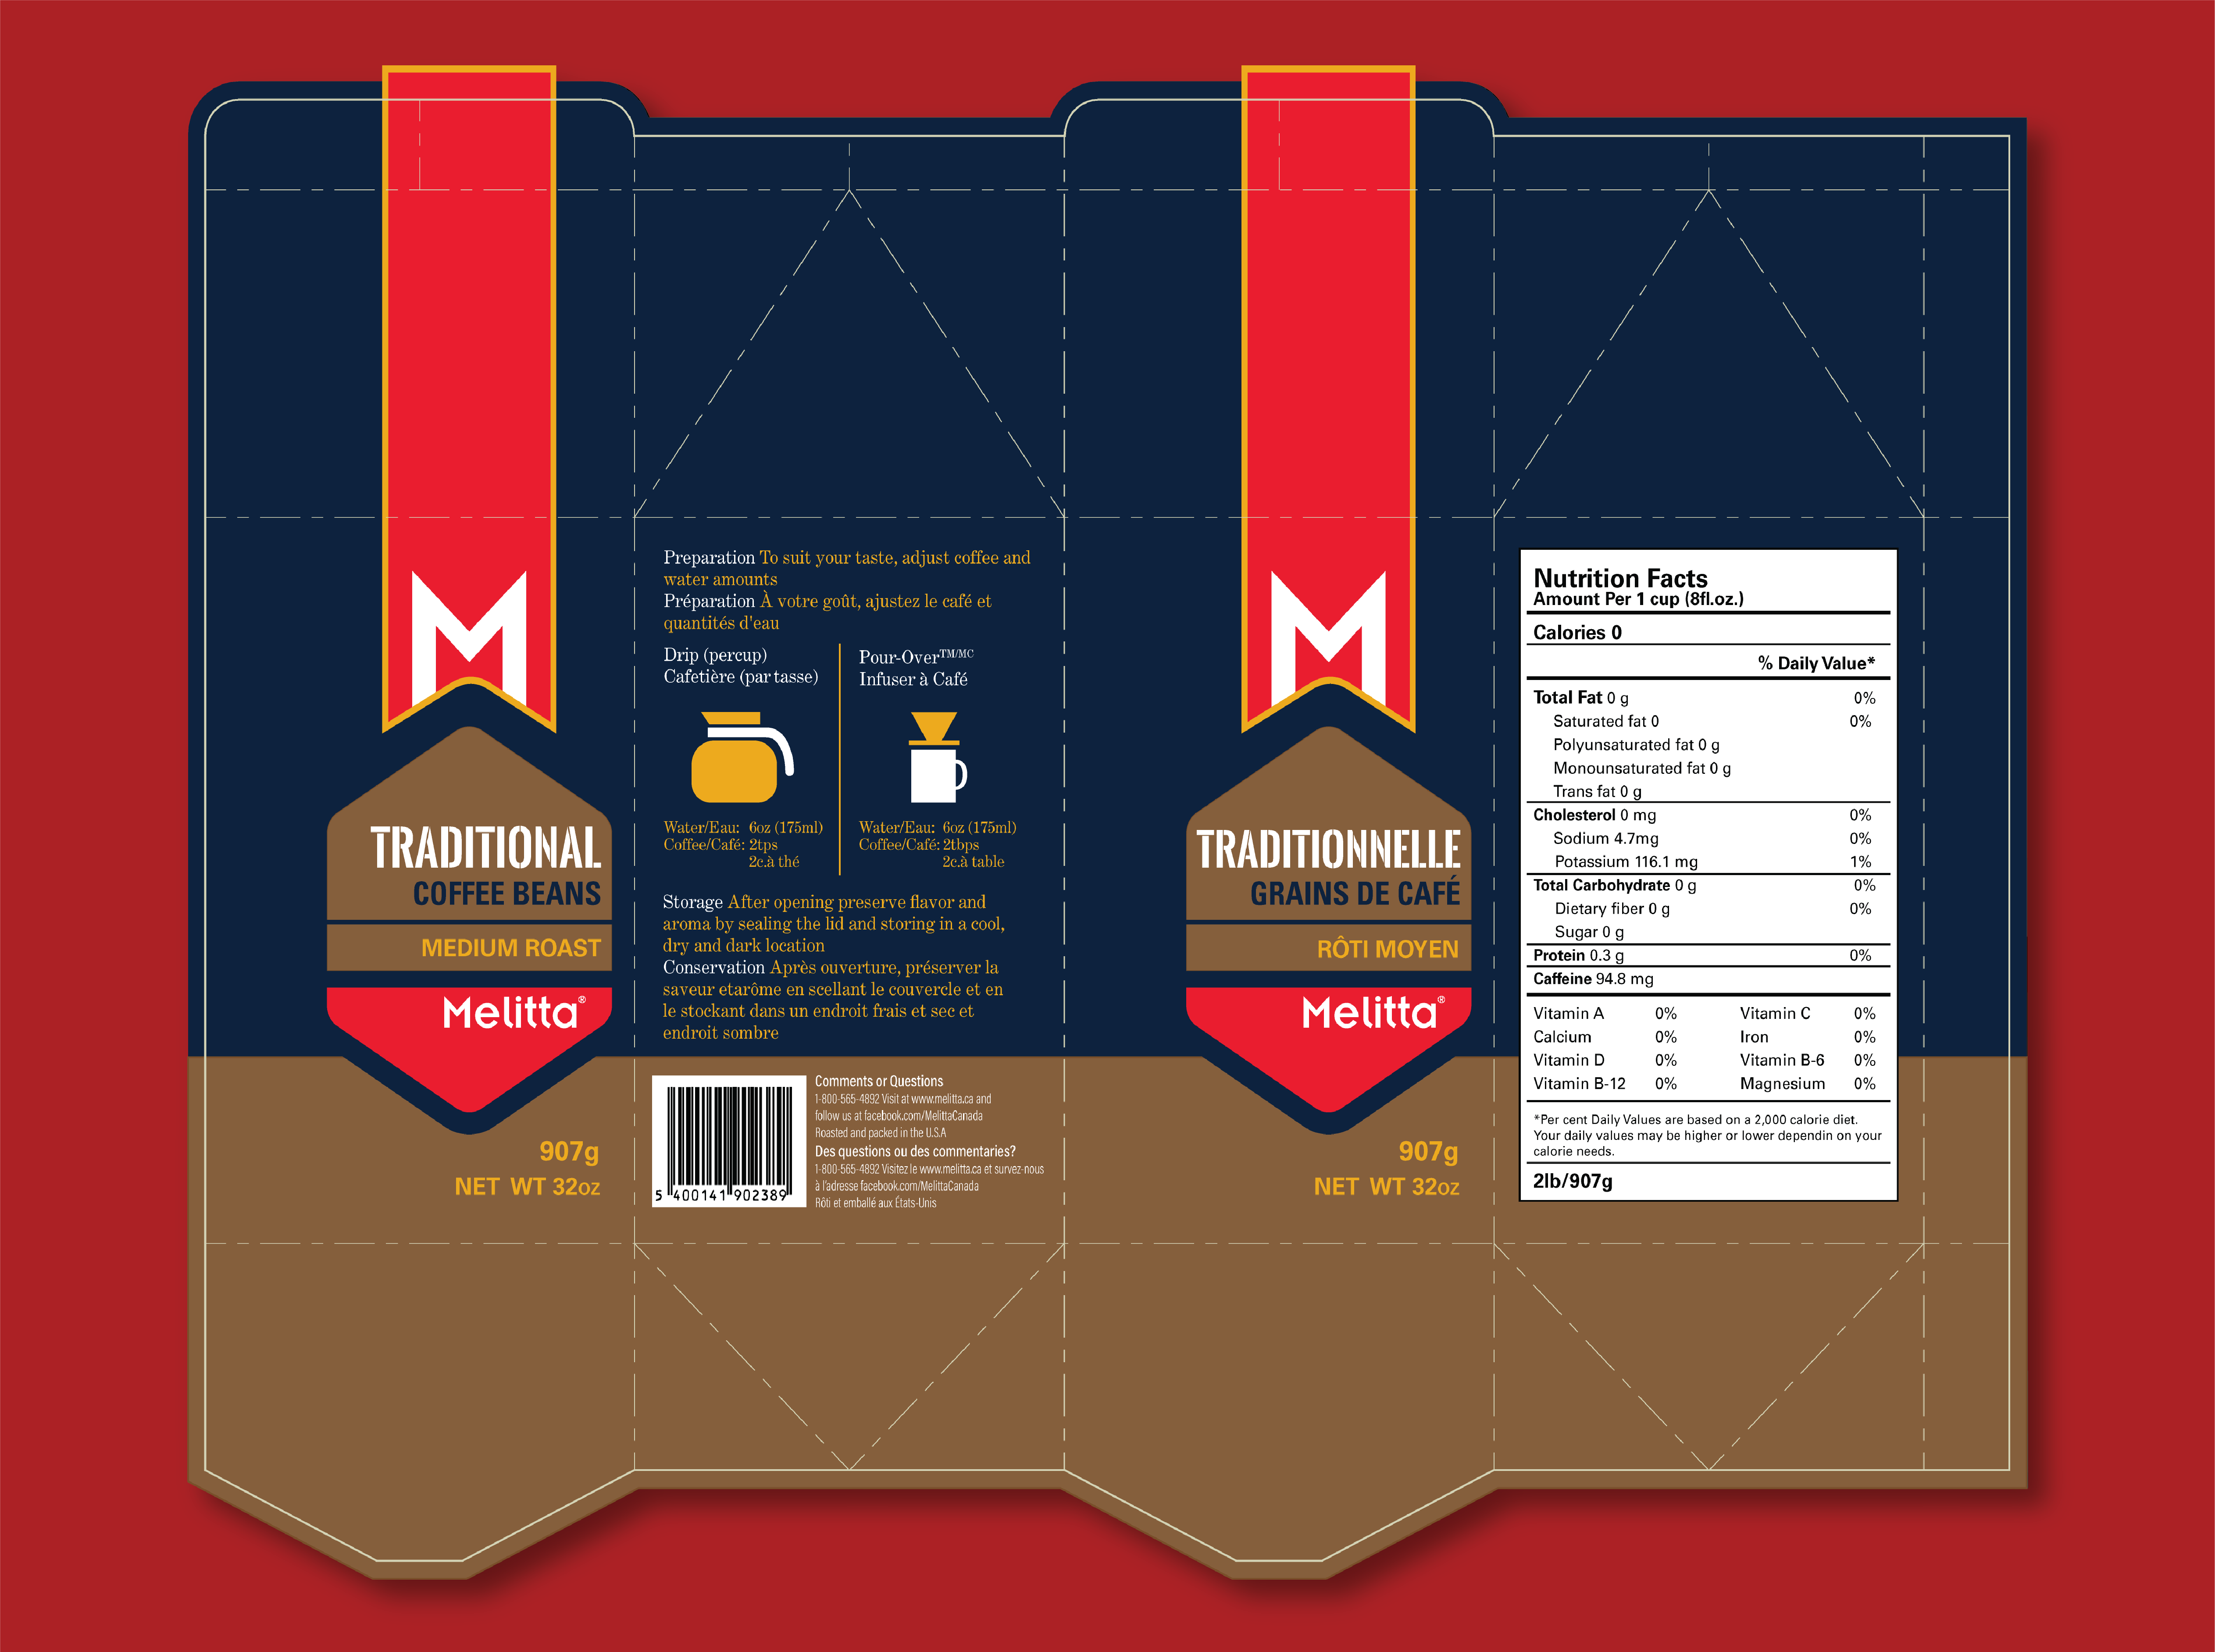 M
TRADITIONAL
COFFEE BEANS
MEDIUM ROAST
Melitta®
907g
NET WT 32oz
Preparation To suit your taste, adjust coffee and
water amounts
Préparation À votre goût, ajustez le café et
quantités d'eau
Drip (percup)
Cafetière (par tasse)
Water/Eau: 6oz (175ml)
Coffee/Café: 2tps
2c.à thé
Pour-Over™/MC
Infuser à Café
Water/Eau: 6oz (175ml)
Coffee/Café: 2tbps
2c.à table
Storage After opening preserve flavor and
aroma by sealing the lid and storing in a cool,
dry and dark location
Conservation Après ouverture, préserver la
saveur etarôme en scellant le couvercle et en
le stockant dans un endroit frais et sec et
endroit sombre
5 400141 902389
Comments or Questions
1-800-565-4892 Visit at www.melitta.ca and
follow us at facebook.com/MelittaCanada
Roasted and packed in the U.S.A
Des questions ou des commentaries?
1-800-565-4892 Visitez le www.melitta.ca et survez-nous
à l'adresse facebook.com/MelittaCanada
Rôti et emballé aux États-Unis
M
TRADITIONNELLE
GRAINS DE CAFÉ
RÔTI MOYEN
Melitta®
907g
NET WT 32oz
Nutrition Facts
Amount Per 1 cup (8fl.oz.)
Calories 0
% Daily Value*
Total Fat 0 g 0%
Saturated fat 0 0%
Polyunsaturated fat 0 g
Monounsaturated fat 0 g
Trans fat 0 g
Cholesterol 0 mg 0%
Sodium 4.7mg 0%
Potassium 116.1 mg 1%
Total Carbohydrate 0 g 0%
Dietary fiber 0 g 0%
Sugar 0 g
Protein 0.3 g 0%
Caffeine 94.8 mg
Vitamin A 0% Vitamin C 0%
Calcium 0% Iron 0%
Vitamin D 0% Vitamin B-6 0%
Vitamin B-12 0% Magnesium 0%
*Per cent Daily Values are based on a 2,000 calorie diet.
Your daily values may be higher or lower dependin on your
calorie needs.
2lb/907g